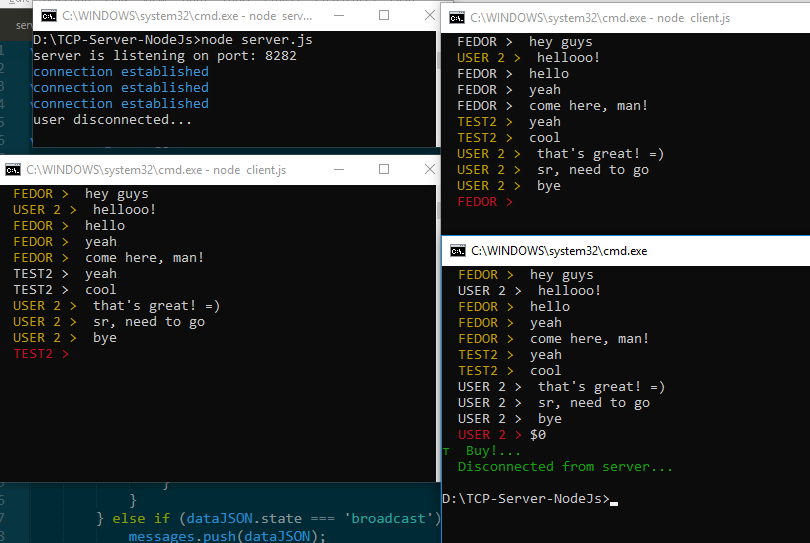 C:\WINDOWS\system32\cmd.exe - node serv...
D:\TCP-Server-NodeJs>node server.js
server is listening on port: 8282
connection established
connection established
connection established
user disconnected...
C:\WINDOWS\system32\cmd.exe - node client.js
FEDOR > hey guys
USER 2 > hellooo!
FEDOR > hello
FEDOR > yeah
FEDOR > come here, man!
TEST2 > yeah
TEST2 > cool
USER 2 > that's great! =)
USER 2 > sr, need to go
USER 2 > bye
TEST2 >
}
}
} else if (dataJSON.state === 'broadcast')
messages.push(dataJSON);
C:\WINDOWS\system32\cmd.exe - node client.js
FEDOR > hey guys
USER 2 > hellooo!
FEDOR > hello
FEDOR > yeah
FEDOR > come here, man!
TEST2 > yeah
TEST2 > cool
USER 2 > that's great! =)
USER 2 > sr, need to go
USER 2 > bye
FEDOR >
C:\WINDOWS\system32\cmd.exe
FEDOR > hey guys
USER 2 > hellooo!
FEDOR > hello
FEDOR > yeah
FEDOR > come here, man!
TEST2 > yeah
TEST2 > cool
USER 2 > that's great! =)
USER 2 > sr, need to go
USER 2 > bye
USER 2 > $0
т Buy!...
Disconnected from server...
D:\TCP-Server-NodeJs>